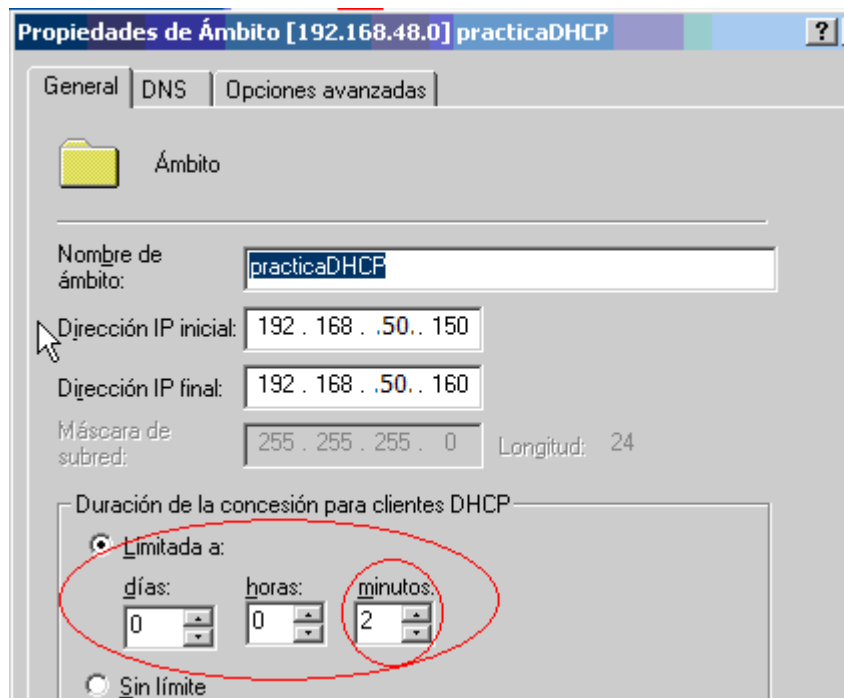 Propiedades de Ámbito [192.168.48.0] practicaDHCP ?
General DNS Opciones avanzadas
Ámbito
Nombre de
ámbito:
practicaDHCP
Dirección IP inicial: 192 . 168 . .50. . 150
Dirección IP final: 192 . 168 . .50. . 160
Máscara de
subred:
255 . 255 . 255 . 0 Longitud: 24
Duración de la concesión para clientes DHCP
Limitada a:
días: horas: minutos:
0 0 2
Sin límite